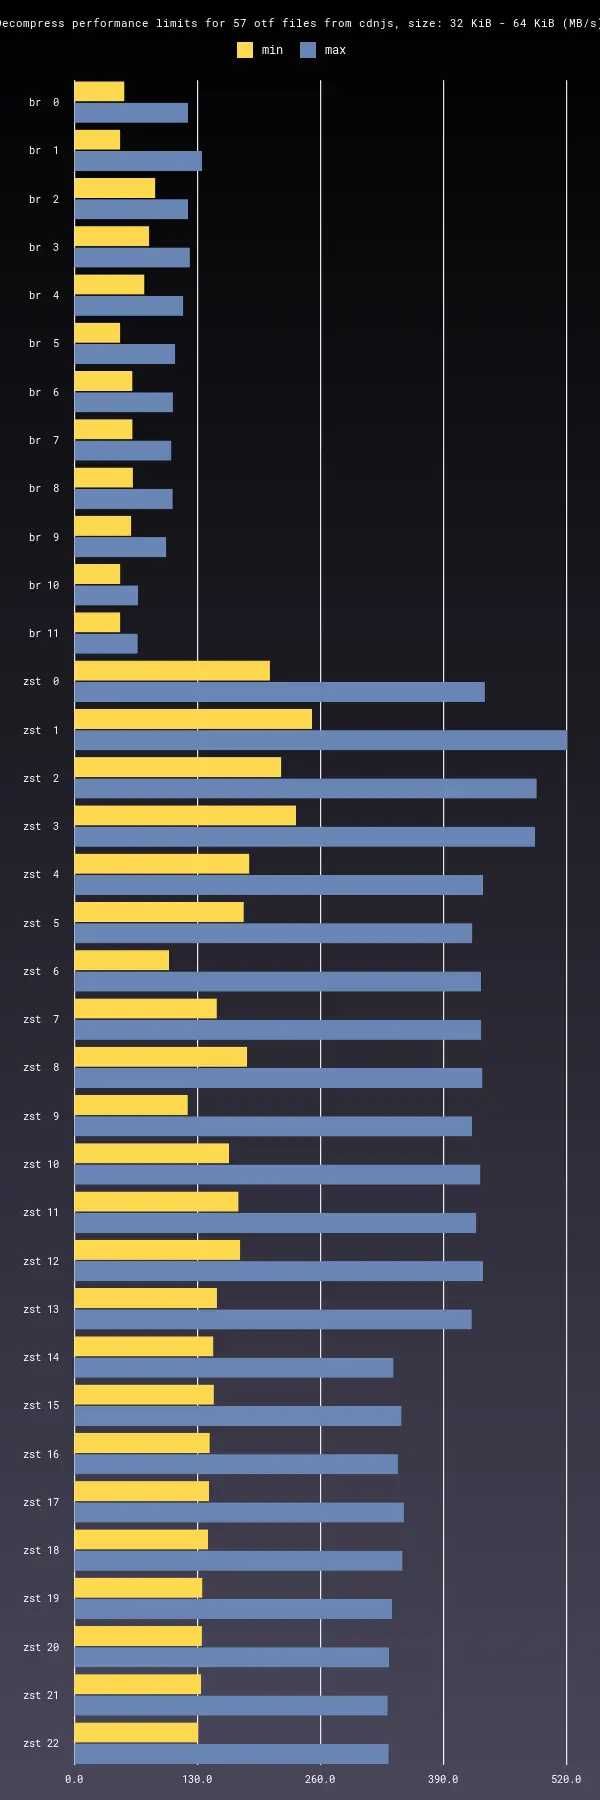 ecompress performance limits for 57 otf files from cdnjs, size: 32 KiB - 64 KiB (MB/s)
min max
br 0
br 1
br 2
br 3
br 4
br 5
br 6
br 7
br 8
br 9
br 10
br 11
zst 0
zst 1
zst 2
zst 3
zst 4
zst 5
zst 6
zst 7
zst 8
zst 9
zst 10
zst 11
zst 12
zst 13
zst 14
zst 15
zst 16
zst 17
zst 18
zst 19
zst 20
zst 21
zst 22
0.0 130.0 260.0 390.0 520.0